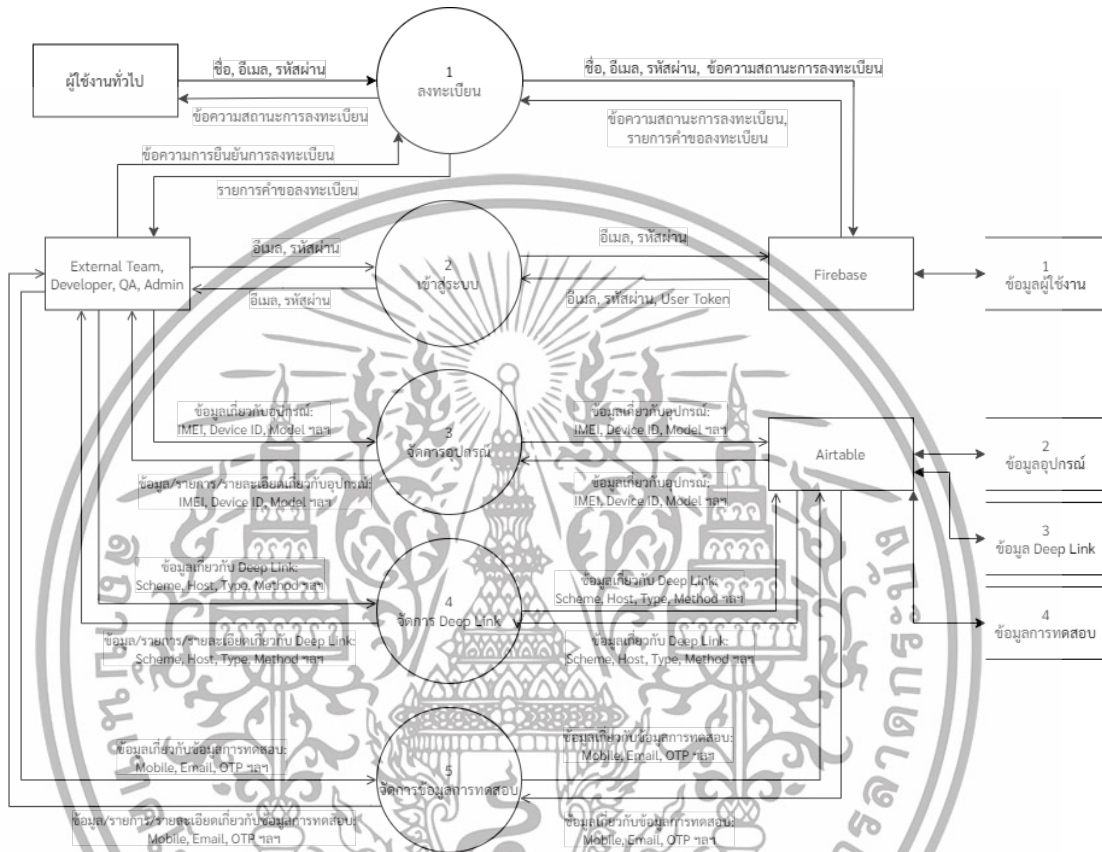 ผู้ใช้งานทั่วไป
ชื่อ, อีเมล, รหัสผ่าน
ข้อความสถานะการลงทะเบียน
1
ลงทะเบียน
ชื่อ, อีเมล, รหัสผ่าน, ข้อความสถานะการลงทะเบียน
ข้อความสถานะการลงทะเบียน,
รายการคำขอลงทะเบียน
ข้อความการยืนยันการลงทะเบียน
รายการคำขอลงทะเบียน
External Team,
Developer, QA, Admin
อีเมล, รหัสผ่าน
อีเมล, รหัสผ่าน
2
เข้าสู่ระบบ
อีเมล, รหัสผ่าน
อีเมล, รหัสผ่าน, User Token
Firebase
1
ข้อมูลผู้ใช้งาน
ข้อมูลเกี่ยวกับอุปกรณ์:
IMEI, Device ID, Model ฯลฯ
ข้อมูล/รายการ/รายละเอียดเกี่ยวกับอุปกรณ์:
IMEI, Device ID, Model ฯลฯ
3
จัดการอุปกรณ์
ข้อมูลเกี่ยวกับอุปกรณ์:
IMEI, Device ID, Model ฯลฯ
ข้อมูลเกี่ยวกับอุปกรณ์:
IMEI, Device ID, Model ฯลฯ
Airtable
2
ข้อมูลอุปกรณ์
3
ข้อมูล Deep Link
4
ข้อมูลการทดสอบ
ข้อมูลเกี่ยวกับ Deep Link:
Scheme, Host, Type, Method ฯลฯ
ข้อมูล/รายการ/รายละเอียดเกี่ยวกับ Deep Link:
Scheme, Host, Type, Method ฯลฯ
4
จัดการ Deep Link
ข้อมูลเกี่ยวกับ Deep Link:
Scheme, Host, Type, Method ฯลฯ
ข้อมูลเกี่ยวกับ Deep Link:
Scheme, Host, Type, Method ฯลฯ
ข้อมูลเกี่ยวกับข้อมูลการทดสอบ:
Mobile, Email, OTP ฯลฯ
ข้อมูล/รายการ/รายละเอียดเกี่ยวกับข้อมูลการทดสอบ:
Mobile, Email, OTP ฯลฯ
5
จัดการข้อมูลการทดสอบ
ข้อมูลเกี่ยวกับข้อมูลการทดสอบ:
Mobile, Email, OTP ฯลฯ
ข้อมูลเกี่ยวกับข้อมูลการทดสอบ:
Mobile, Email, OTP ฯลฯ